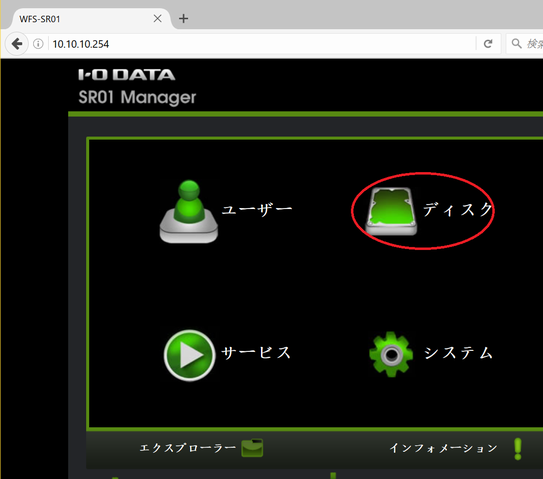 WFS-SR01
10.10.10.254
検索
I-O DATA
SR01 Manager
ユーザー
ディスク
サービス
システム
エクスプローラー
インフォメーション